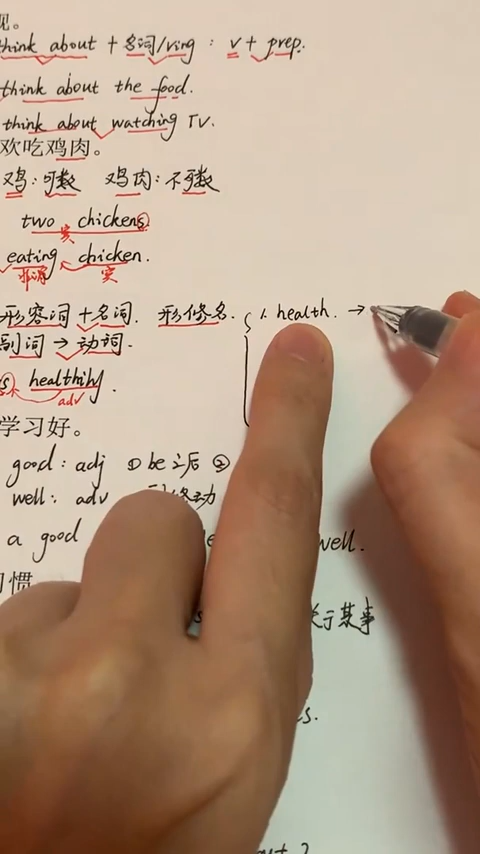 think about + 名词/ving : v + prep.
think about the food.
think about watching TV.
欢吃鸡肉。
鸡:可数 鸡肉:不可数
two chickens
实
eating chicken.
非谓 实
形容词+名词. 形修名. 1. health. →
副词→动词.
healthily.
adv
学习好。
good: adj ①be之后 ②
well: adv 动
a good well.
惯
某事